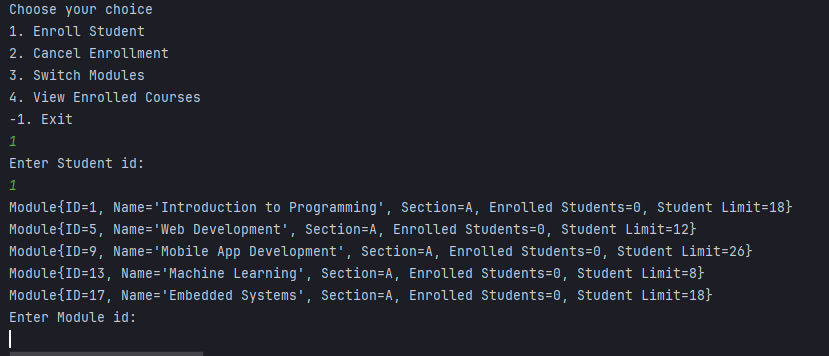 Choose your choice
1. Enroll Student
2. Cancel Enrollment
3. Switch Modules
4. View Enrolled Courses
-1. Exit
1
Enter Student id:
1
Module{ID=1, Name='Introduction to Programming', Section=A, Enrolled Students=0, Student Limit=18}
Module{ID=5, Name='Web Development', Section=A, Enrolled Students=0, Student Limit=12}
Module{ID=9, Name='Mobile App Development', Section=A, Enrolled Students=0, Student Limit=26}
Module{ID=13, Name='Machine Learning', Section=A, Enrolled Students=0, Student Limit=8}
Module{ID=17, Name='Embedded Systems', Section=A, Enrolled Students=0, Student Limit=18}
Enter Module id: